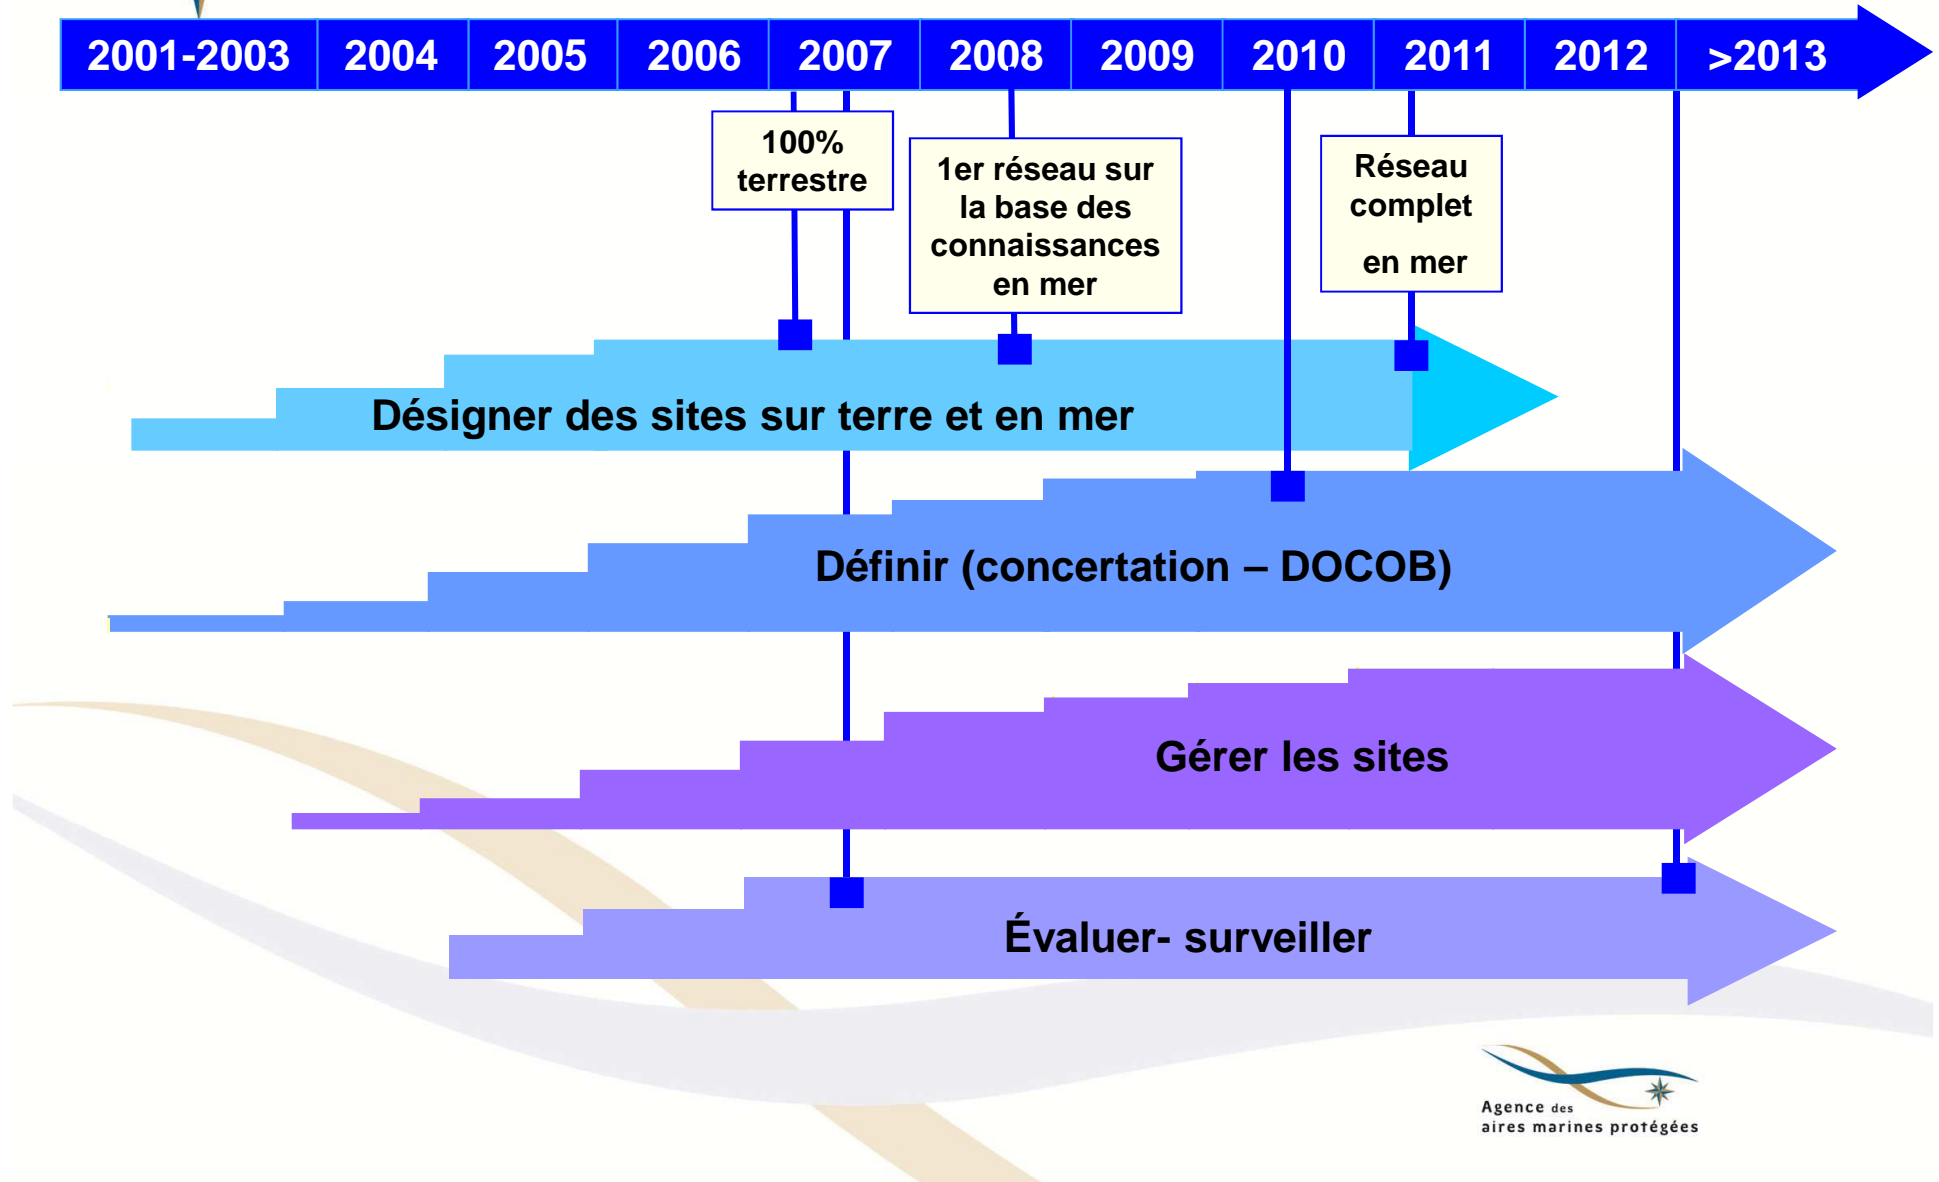 2001-2003 2004 2005 2006 2007 2008 2009 2010 2011 2012 >2013
100%
terrestre
1er réseau sur
la base des
connaissances
en mer
Réseau
complet
en mer
Désigner des sites sur terre et en mer
Définir (concertation – DOCOB)
Gérer les sites
Évaluer- surveiller
Agence des
aires marines protégées